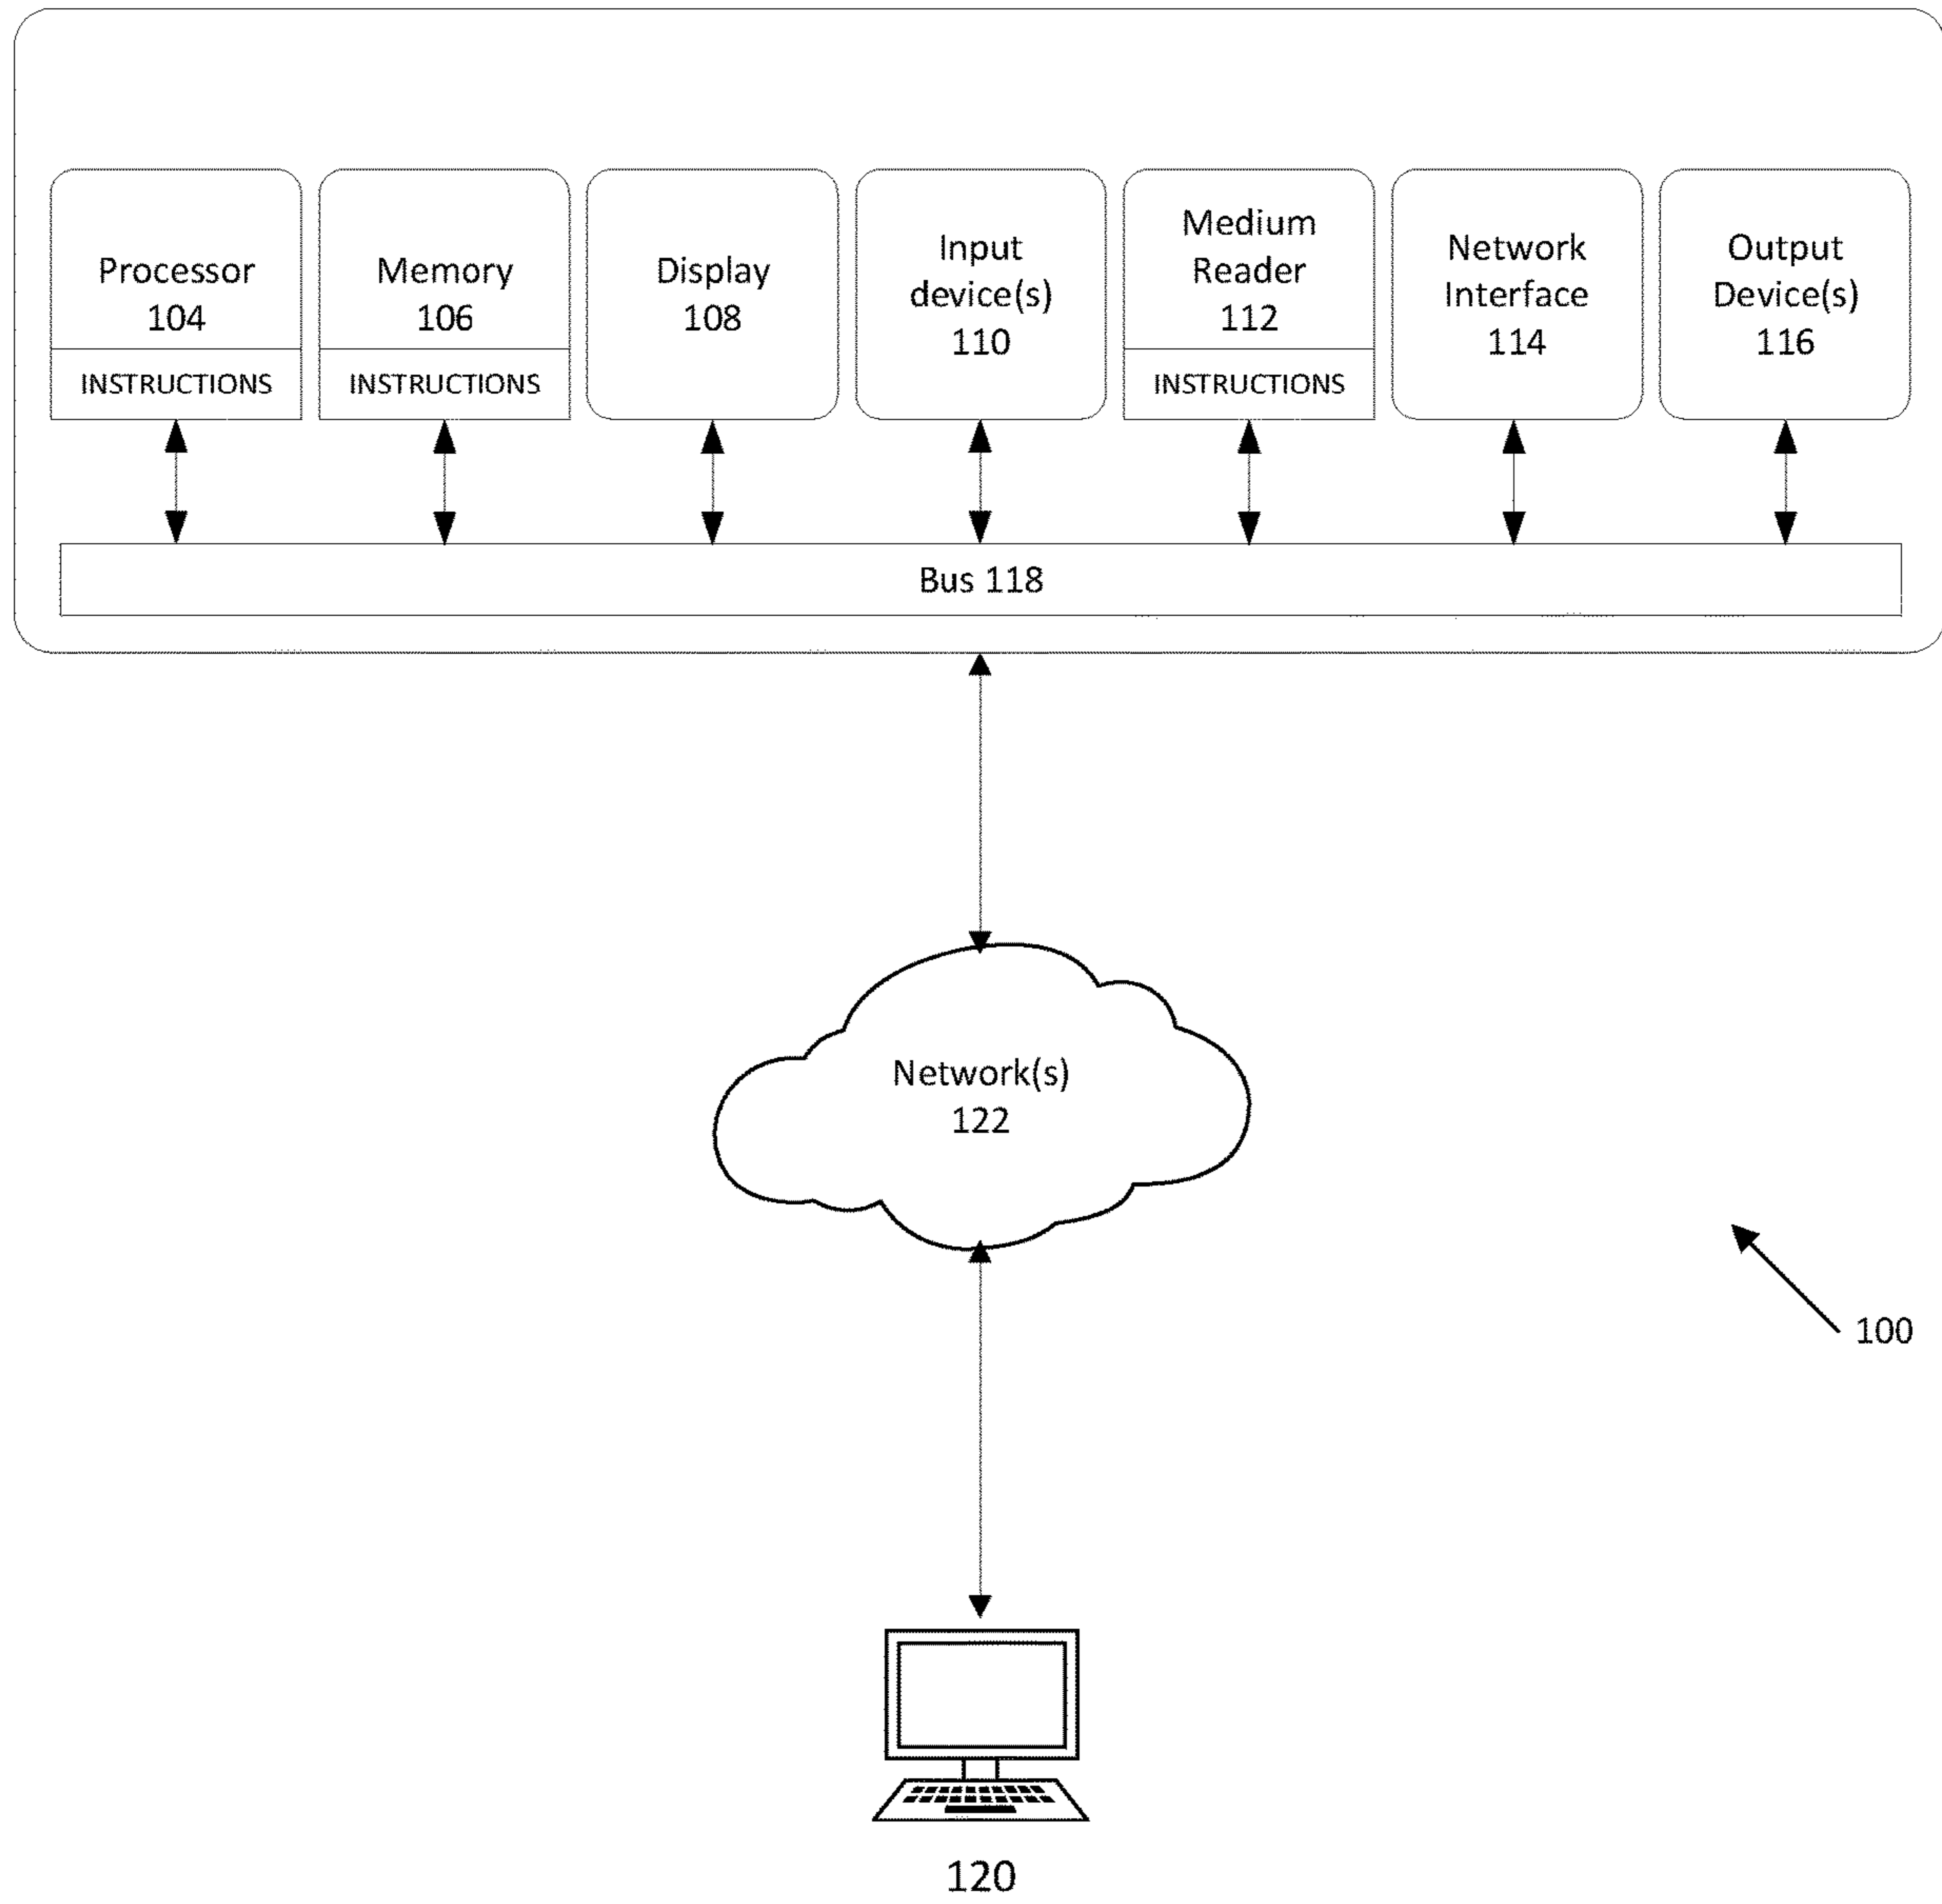 Processor
104
INSTRUCTIONS
Memory
106
INSTRUCTIONS
Display
108
Input
device(s)
110
Medium
Reader
112
INSTRUCTIONS
Network
Interface
114
Output
Device(s)
116
Bus 118
Network(s)
122
100
120